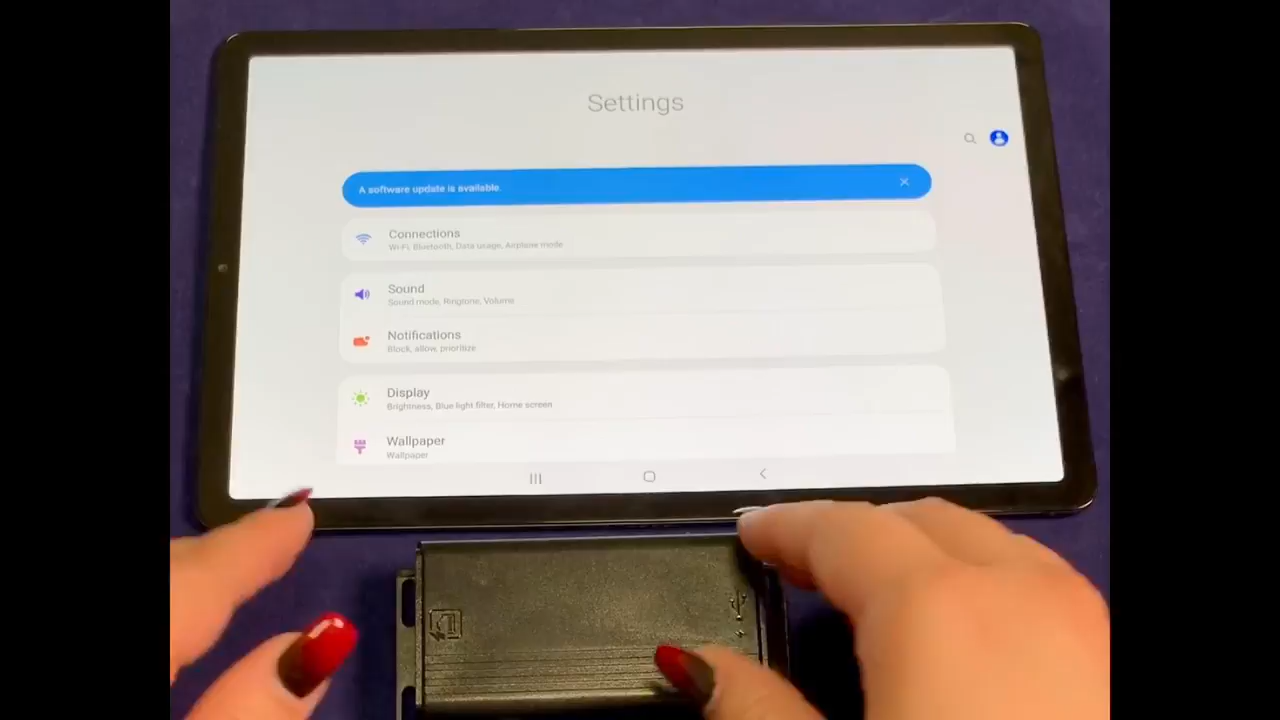 Settings
A software update is available.
Connections
Wi-Fi, Bluetooth, Data usage, Airplane mode
Sound
Sound mode, Ringtone, Volume
Notifications
Block, allow, prioritize
Display
Brightness, Blue light filter, Home screen
Wallpaper
Wallpaper